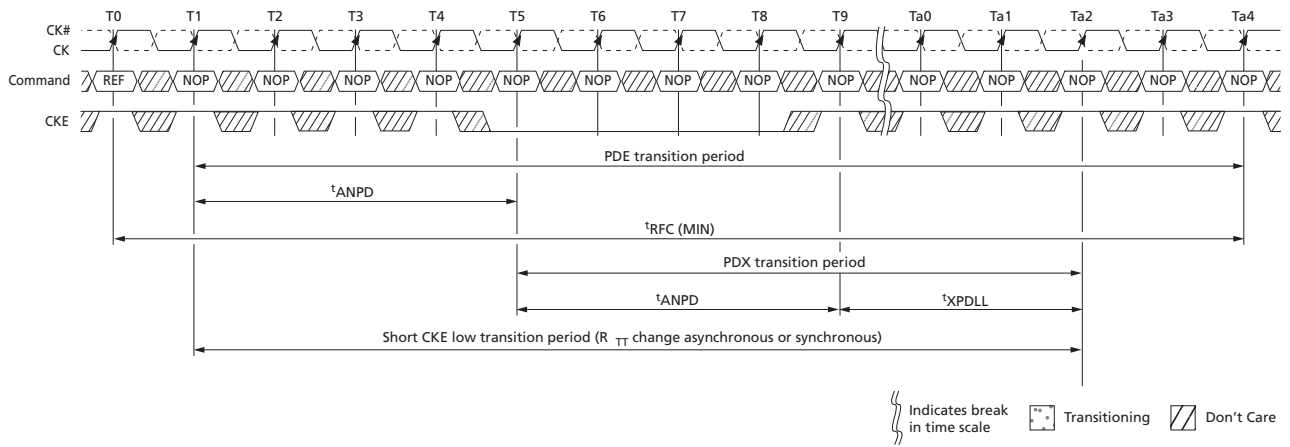 T0 T1 T2 T3 T4 T5 T6 T7 T8 T9 Ta0 Ta1 Ta2 Ta3 Ta4
CK#
CK
Command REF NOP NOP NOP NOP NOP NOP NOP NOP NOP NOP NOP NOP NOP NOP
CKE
PDE transition period
tANPD
tRFC (MIN)
PDX transition period
tANPD tXPDLL
Short CKE low transition period (R TT change asynchronous or synchronous)
Indicates break
in time scale
Transitioning
Don't Care